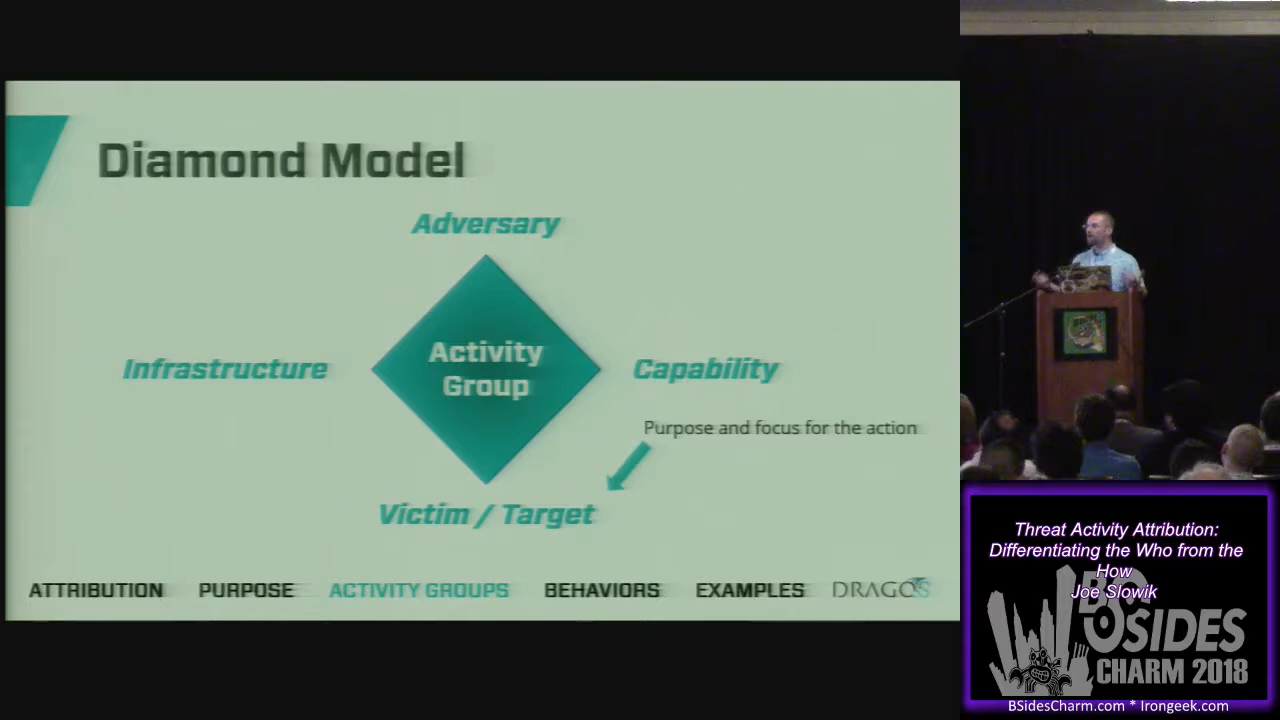 Diamond Model
Adversary
Activity
Group
Infrastructure
Capability
Purpose and focus for the action
Victim / Target
ATTRIBUTION PURPOSE ACTIVITY GROUPS BEHAVIORS EXAMPLES DRAGOS
Threat Activity Attribution:
Differentiating the Who from the
How
Joe Slowik
BSIDES
CHARM 2018
BSidesCharm.com * Irongeek.com